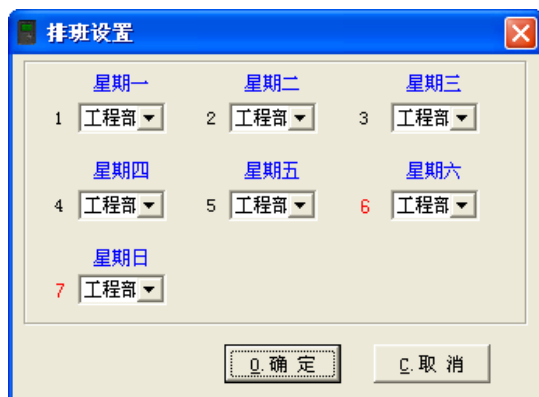 排班设置
星期一 星期二 星期三
1 工程部 2 工程部 3 工程部
星期四 星期五 星期六
4 工程部 5 工程部 6 工程部
星期日
7 工程部
O.确 定 C.取 消